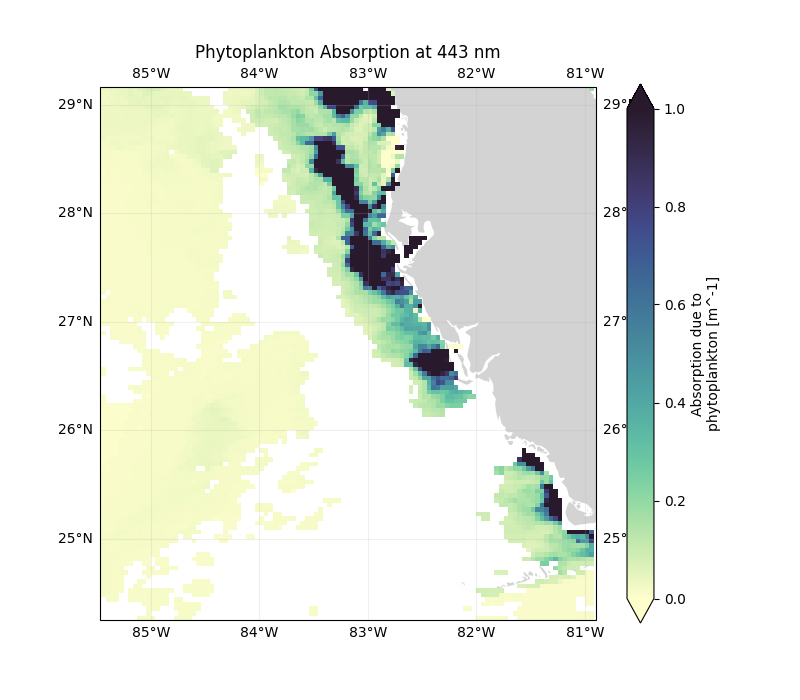 Phytoplankton Absorption at 443 nm
85°W 84°W 83°W 82°W 81°W
29°N 29°N 1.0
28°N 28°N 0.8
27°N 27°N 0.6
26°N 26°N 0.4
25°N 25°N 0.2
0.0
85°W 84°W 83°W 82°W 81°W
Absorption due to
phytoplankton [m^-1]